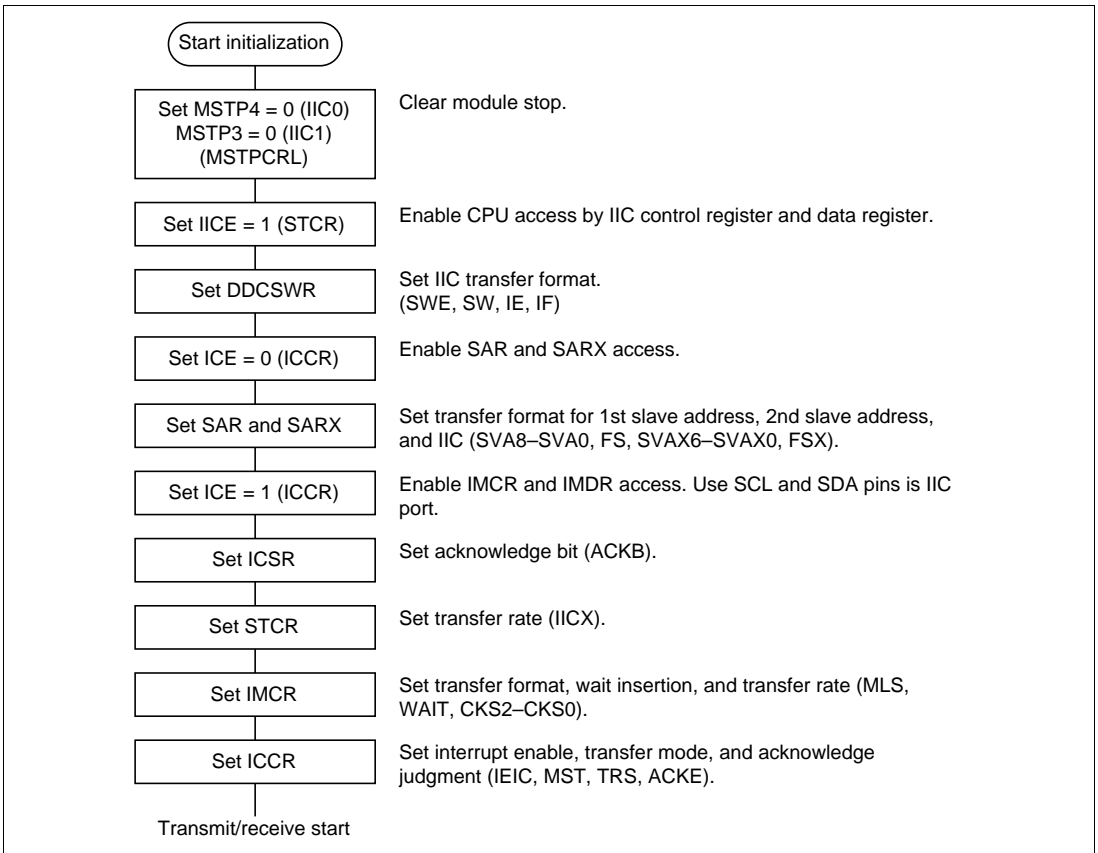 Start initialization
Set MSTP4 = 0 (IIC0)
MSTP3 = 0 (IIC1)
(MSTPCRL)
Clear module stop.
Set IICE = 1 (STCR)
Enable CPU access by IIC control register and data register.
Set DDCSWR
Set IIC transfer format.
(SWE, SW, IE, IF)
Set ICE = 0 (ICCR)
Enable SAR and SARX access.
Set SAR and SARX
Set transfer format for 1st slave address, 2nd slave address,
and IIC (SVA8–SVA0, FS, SVAX6–SVAX0, FSX).
Set ICE = 1 (ICCR)
Enable IMCR and IMDR access. Use SCL and SDA pins is IIC
port.
Set ICSR
Set acknowledge bit (ACKB).
Set STCR
Set transfer rate (IICX).
Set IMCR
Set transfer format, wait insertion, and transfer rate (MLS,
WAIT, CKS2–CKS0).
Set ICCR
Set interrupt enable, transfer mode, and acknowledge
judgment (IEIC, MST, TRS, ACKE).
Transmit/receive start